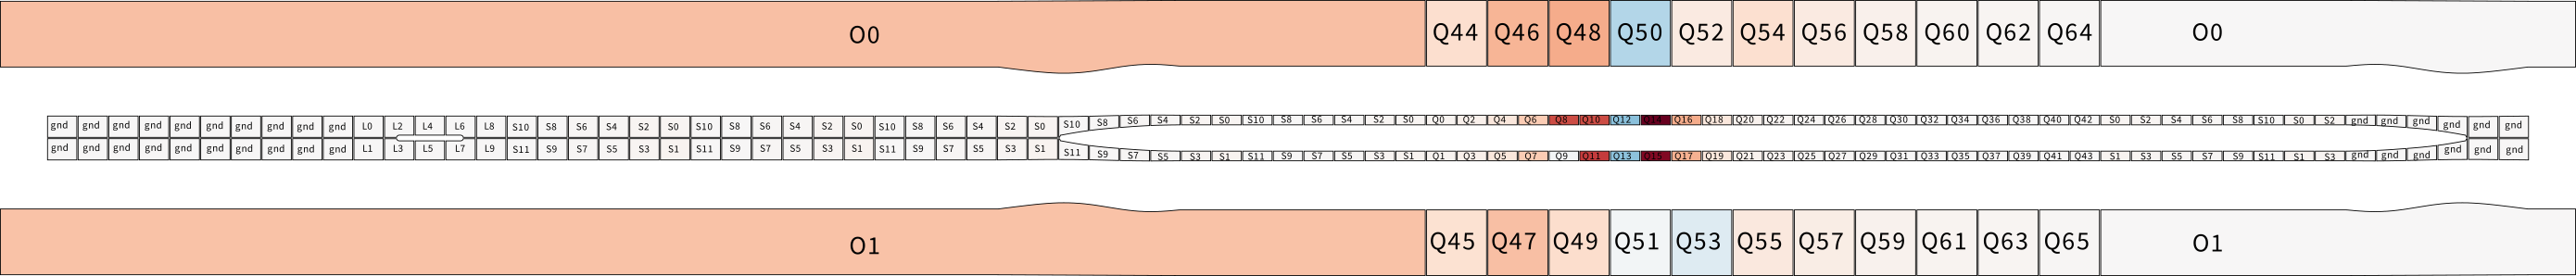 O0 Q44 Q46 Q48 Q50 Q52 Q54 Q56 Q58 Q60 Q62 Q64 O0
gnd gnd gnd gnd gnd gnd gnd gnd gnd gnd L0 L2 L4 L6 L8 S10 S8 S6 S4 S2 S0 S10 S8 S6 S4 S2 S0 S10 S8 S6 S4 S2 S0 S10 S8 S6 S4 S2 S0 S10 S8 S6 S4 S2 S0 Q0 Q2 Q4 Q6 Q8 Q10 Q12 Q14 Q16 Q18 Q20 Q22 Q24 Q26 Q28 Q30 Q32 Q34 Q36 Q38 Q40 Q42 S0 S2 S4 S6 S8 S10 S0 S2 gnd gnd gnd gnd gnd gnd
gnd gnd gnd gnd gnd gnd gnd gnd gnd gnd L1 L3 L5 L7 L9 S11 S9 S7 S5 S3 S1 S11 S9 S7 S5 S3 S1 S11 S9 S7 S5 S3 S1 S11 S9 S7 S5 S3 S1 S11 S9 S7 S5 S3 S1 Q1 Q3 Q5 Q7 Q9 Q11 Q13 Q15 Q17 Q19 Q21 Q23 Q25 Q27 Q29 Q31 Q33 Q35 Q37 Q39 Q41 Q43 S1 S3 S5 S7 S9 S11 S1 S3 gnd gnd gnd gnd gnd gnd
O1 Q45 Q47 Q49 Q51 Q53 Q55 Q57 Q59 Q61 Q63 Q65 O1